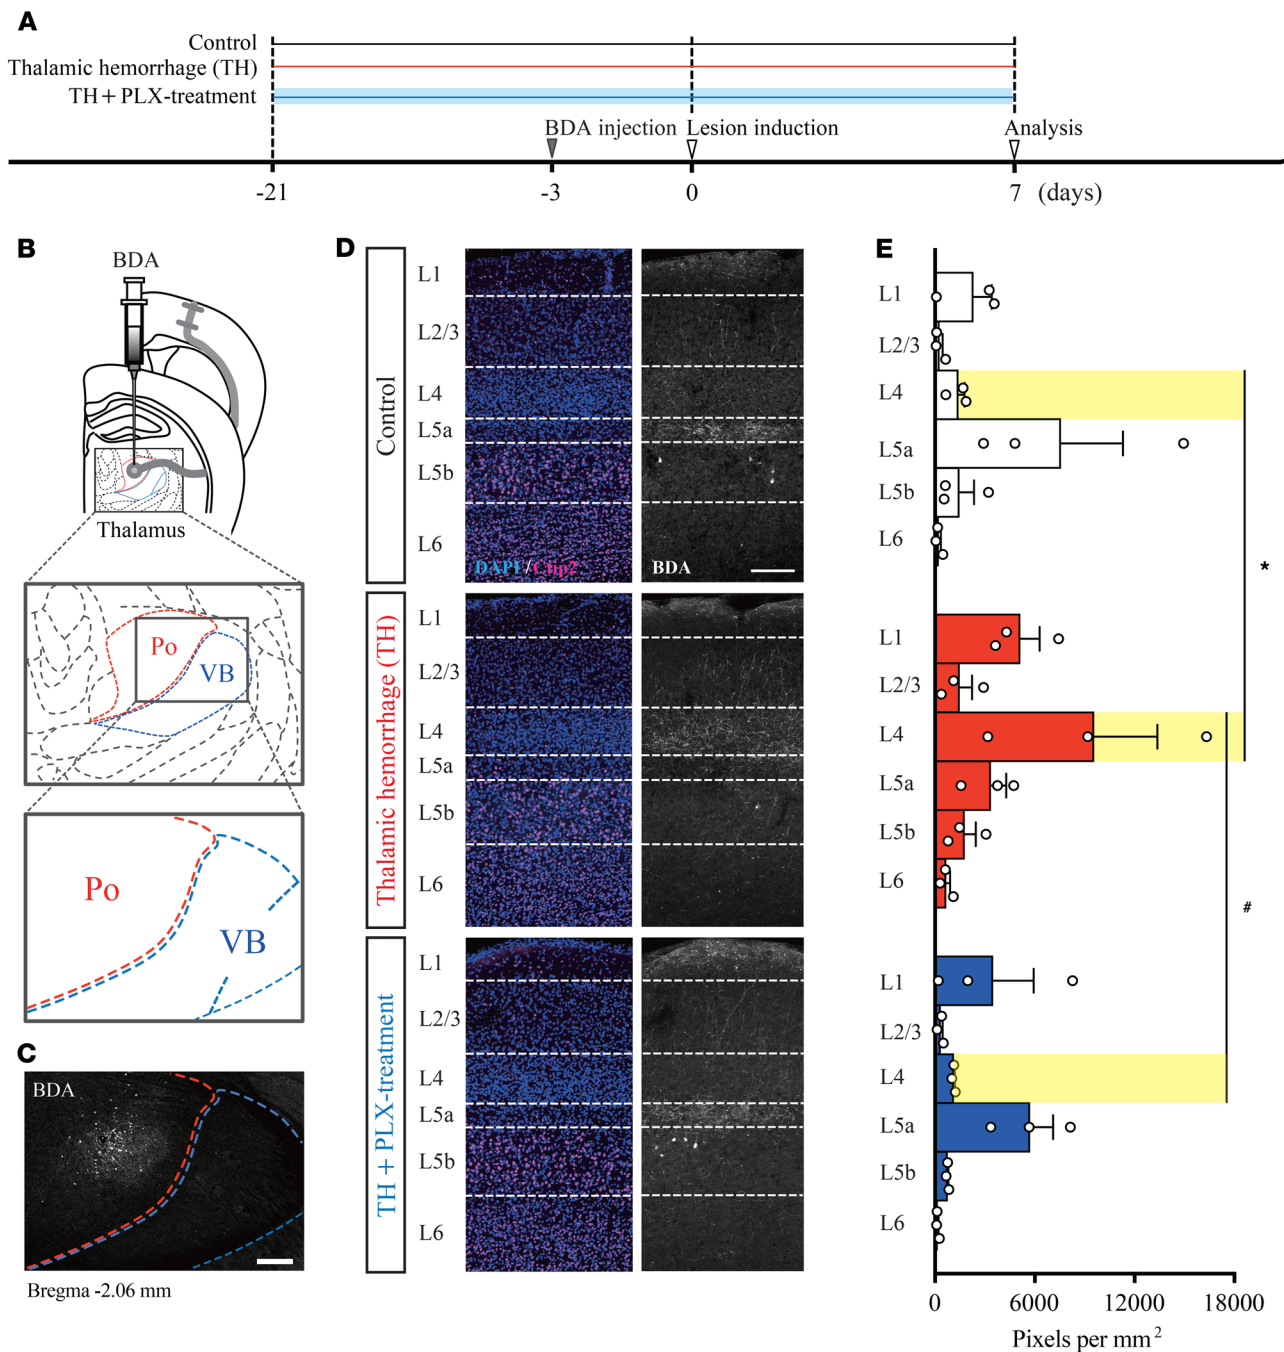 A
Control
Thalamic hemorrhage (TH)
TH + PLX-treatment
BDA injection
Lesion induction
Analysis
-21
-3
0
7
(days)
B
BDA
Thalamus
Po
VB
Po
VB
C
BDA
Bregma -2.06 mm
D
Control
L1
L2/3
L4
L5a
L5b
L6
DAPI/Ctip2
BDA
Thalamic hemorrhage (TH)
L1
L2/3
L4
L5a
L5b
L6
TH + PLX-treatment
L1
L2/3
L4
L5a
L5b
L6
E
L1
L2/3
L4
L5a
L5b
L6
*
L1
L2/3
L4
L5a
L5b
L6
#
L1
L2/3
L4
L5a
L5b
L6
0 6000 12000 18000
Pixels per mm²